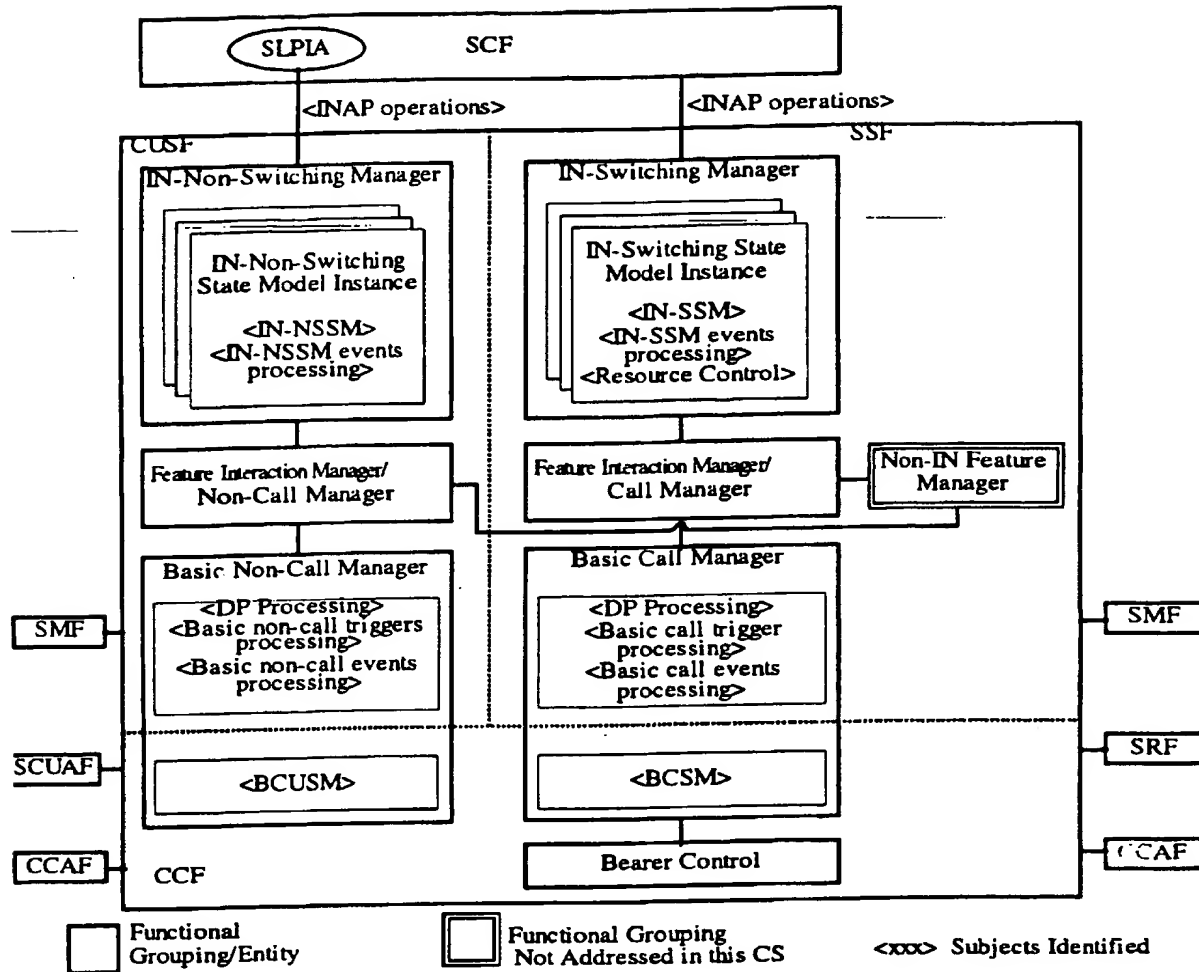 SLPIA
SCF
<INAP operations>
<INAP operations>
CUSF
SSF
IN-Non-Switching Manager
IN-Non-Switching
State Model Instance
<IN-NSSM>
<IN-NSSM events
processing>
IN-Switching Manager
IN-Switching State
Model Instance
<IN-SSM>
<IN-SSM events
processing>
<Resource Control>
Feature Interaction Manager/
Non-Call Manager
Feature Interaction Manager/
Call Manager
Non-IN Feature
Manager
Basic Non-Call Manager
<DP Processing>
<Basic non-call triggers
processing>
<Basic non-call events
processing>
Basic Call Manager
<DP Processing>
<Basic call trigger
processing>
<Basic call events
processing>
SMF
SMF
SCUAF
<BCUSM>
<BCSM>
SRF
CCAF
CCF
Bearer Control
CCAF
Functional
Grouping/Entity
Functional Grouping
Not Addressed in this CS
<xxx> Subjects Identified